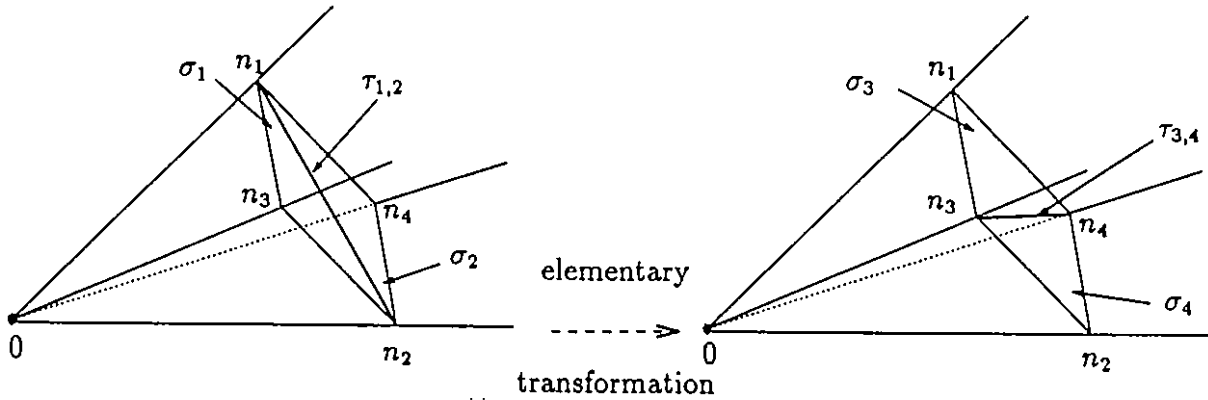 σ₁
n₁
τ₁,₂
n₃
n₄
σ₂
0
n₂
elementary
transformation
n₁
σ₃
τ₃,₄
n₃
n₄
σ₄
0
n₂